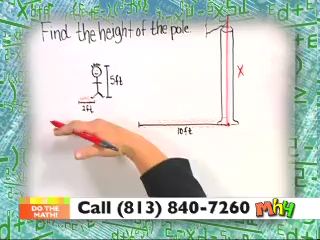 Find the height of the pole.
5ft
X
2ft
10ft
DO THE
MATH!
Call (813) 840-7260
mhy